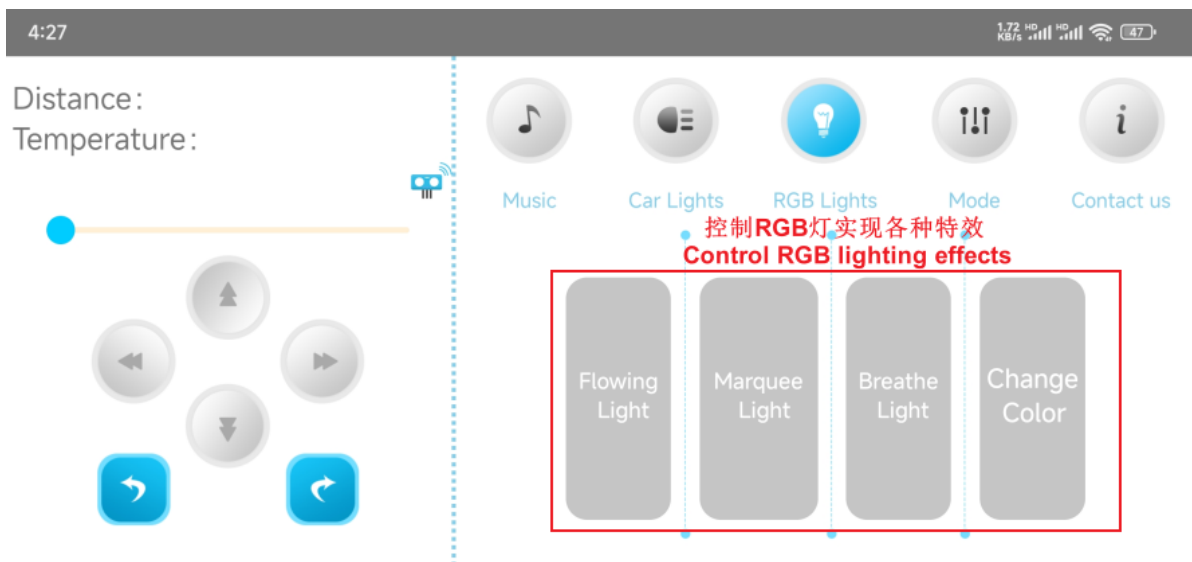 4:27
1.72 KB/s HD HD 47
Distance:
Temperature:
Music
Car Lights
RGB Lights
Mode
Contact us
控制RGB灯实现各种特效
Control RGB lighting effects
Flowing
Light
Marquee
Light
Breathe
Light
Change
Color